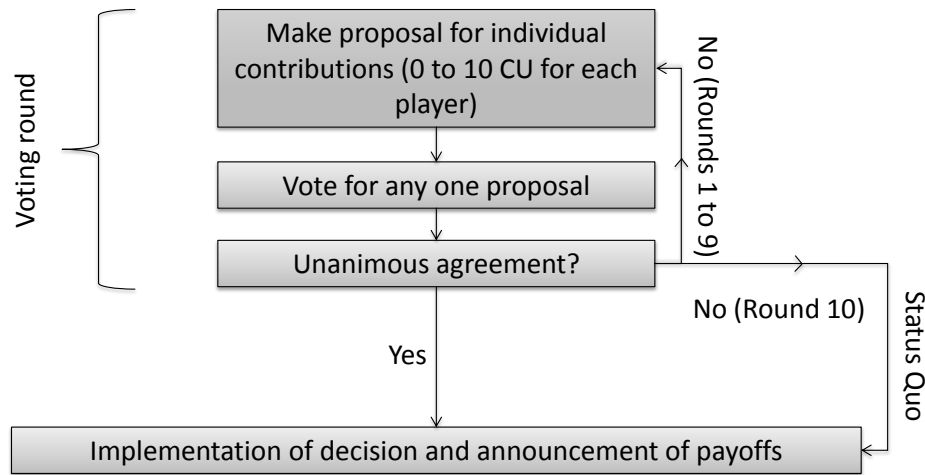 Voting round
Make proposal for individual
contributions (0 to 10 CU for each
player)
Vote for any one proposal
Unanimous agreement?
No (Rounds 1 to 9)
No (Round 10)
Status Quo
Yes
Implementation of decision and announcement of payoffs